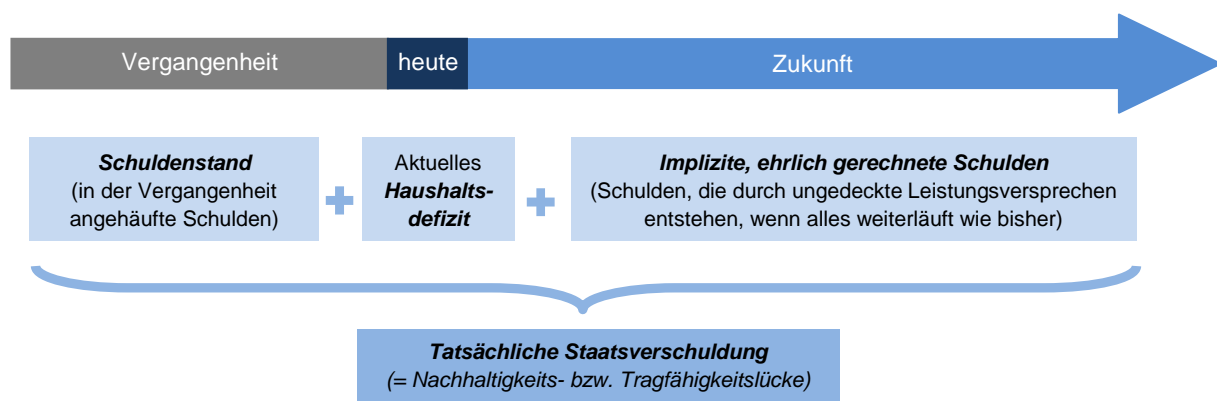 Vergangenheit
heute
Zukunft
Schuldenstand
(in der Vergangenheit
angehäufte Schulden)
Aktuelles
Haushalts-
defizit
Implizite, ehrlich gerechnete Schulden
(Schulden, die durch ungedeckte Leistungsversprechen
entstehen, wenn alles weiterläuft wie bisher)
Tatsächliche Staatsverschuldung
(= Nachhaltigkeits- bzw. Tragfähigkeitslücke)